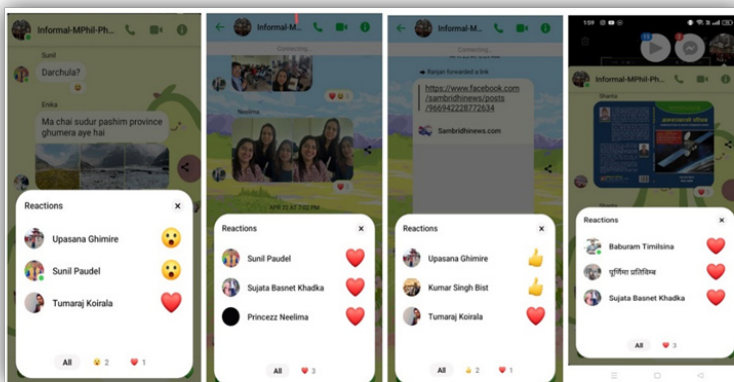 Informal-MPhil-Ph...
Sunil
Darchula?
Enika
Ma chai sudur pashim province
ghumera aye hai
Reactions
Upasana Ghimire
Sunil Paudel
Tumaraj Koirala
All 2 1
Informal-M...
Connecting...
3
Neelima
APR 22 AT 7:02 PM
Reactions
Sunil Paudel
Sujata Basnet Khadka
Princezz Neelima
All 3
Informal-M...
Connecting...
Ranjan forwarded a link
https://www.facebook.com
/sambridhinews/posts
/966942228772634
Sambridhinews.com
Reactions
Upasana Ghimire
Kumar Singh Bist
Tumaraj Koirala
All 2 1
1:59
Informal-MPhil-Ph...
Reactions
Baburam Timilsina
पूर्णिमा प्रतिविम्ब
Sujata Basnet Khadka
All 3